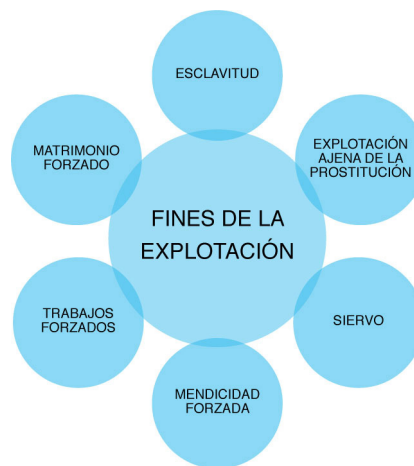 ESCLAVITUD
EXPLOTACIÓN
AJENA DE LA
PROSTITUCIÓN
SIERVO
MENDICIDAD
FORZADA
TRABAJOS
FORZADOS
MATRIMONIO
FORZADO
FINES DE LA
EXPLOTACIÓN